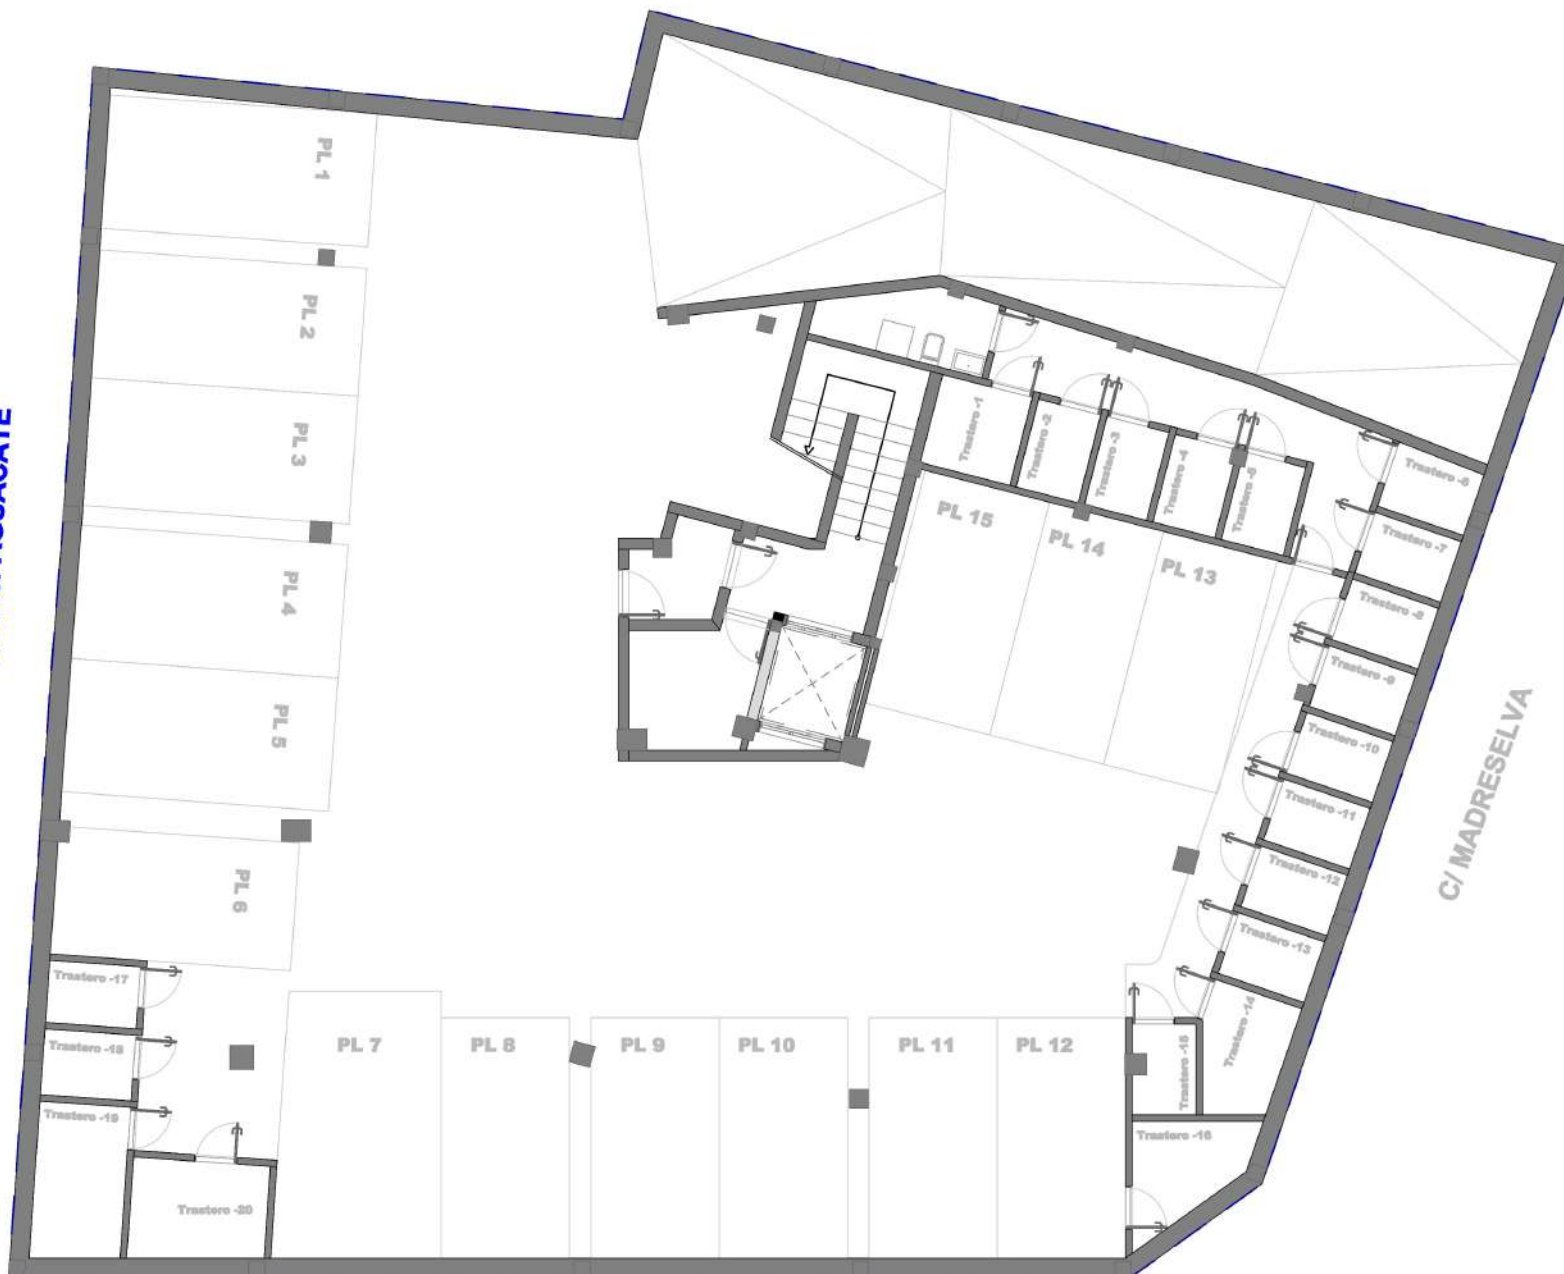 PL 1
PL 2
PL 3
PL 4
PL 5
PL 6
Trastero -1
Trastero -2
Trastero -3
Trastero -4
Trastero -5
Trastero -6
Trastero -7
Trastero -8
Trastero -9
Trastero -10
Trastero -11
Trastero -12
Trastero -13
Trastero -14
Trastero -15
Trastero -16
PL 15
PL 14
PL 13
C/ MADRESELVA
Trastero -17
Trastero -18
Trastero -19
Trastero -20
PL 7
PL 8
PL 9
PL 10
PL 11
PL 12